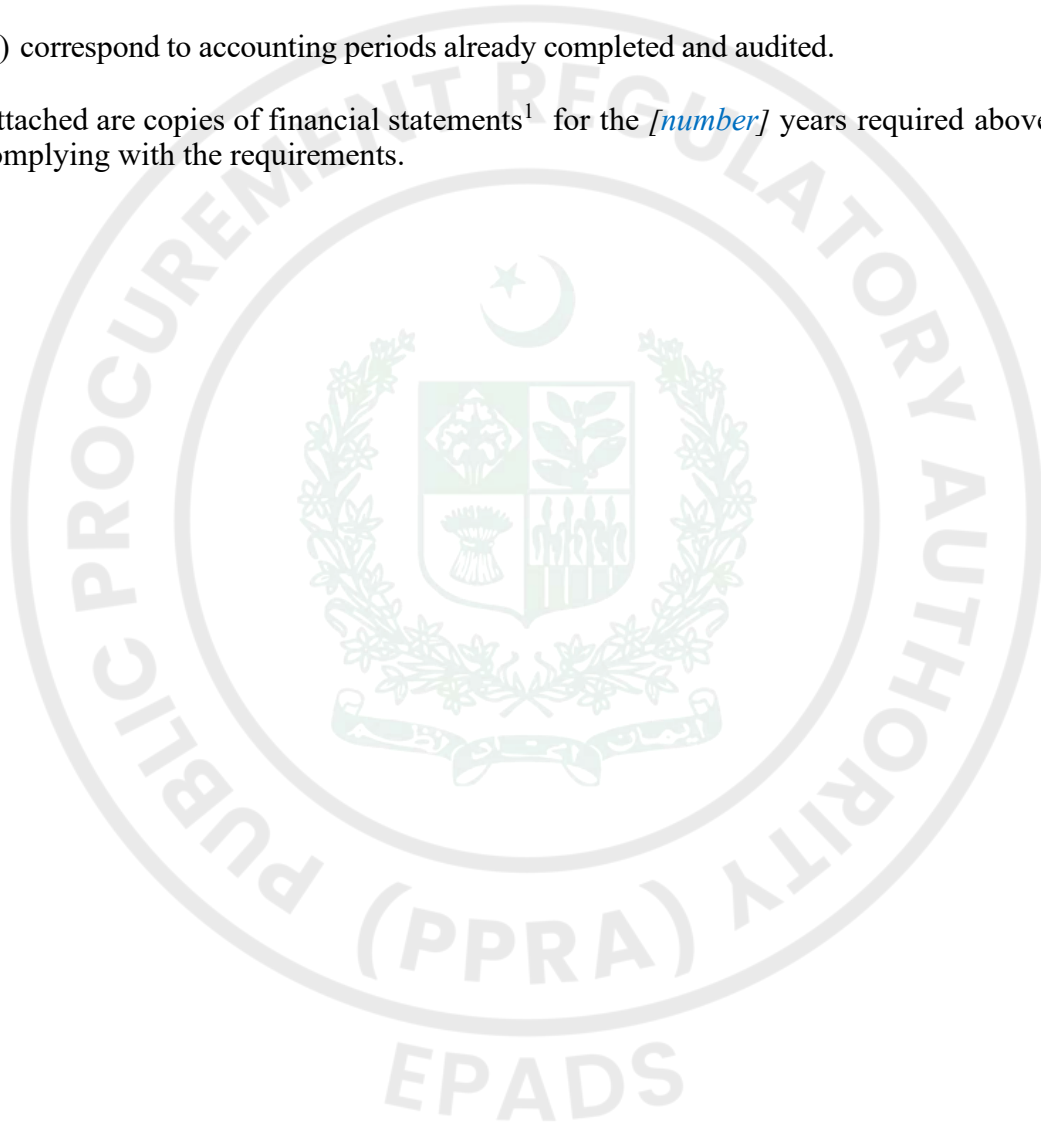 ) correspond to accounting periods already completed and audited.
ttached are copies of financial statements¹ for the [number] years required above
omplying with the requirements.
PUBLIC PROCUREMENT REGULATORY AUTHORITY
(PPRA)
EPADS